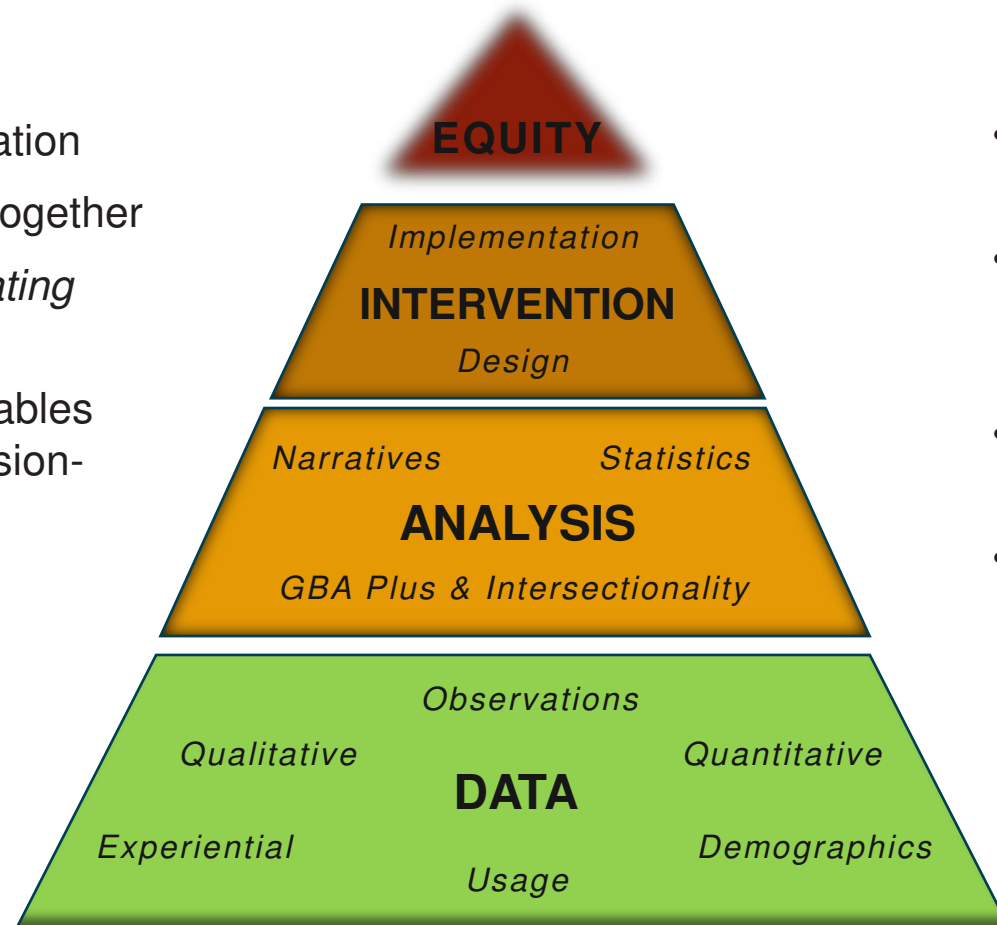 ation
ogether
ating
ables
sion-
EQUITY
Implementation
INTERVENTION
Design
Narratives Statistics
ANALYSIS
GBA Plus & Intersectionality
Observations
Qualitative Quantitative
DATA
Experiential Demographics
Usage